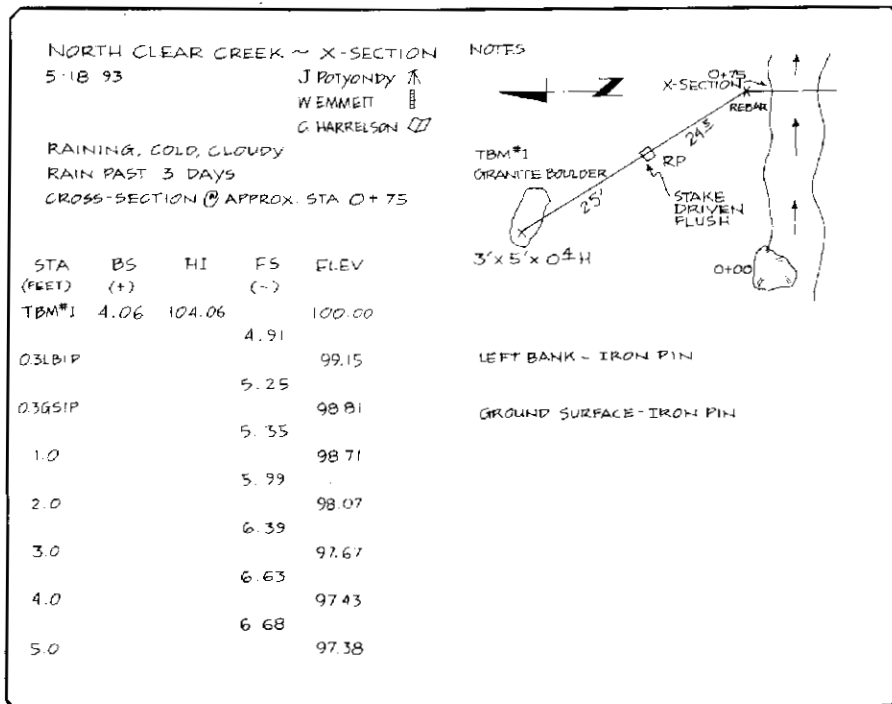 NORTH CLEAR CREEK ~ X-SECTION
5·18 93
J POTYONDY
W EMMETT
C HARRELSON
RAINING, COLD, CLOUDY
RAIN PAST 3 DAYS
CROSS-SECTION @ APPROX. STA 0+75
STA BS HI FS ELEV
(FEET) (+) (-)
TBM#1 4.06 104.06 100.00
4.91
0.3LBIP 99.15
5.25
0.3GSIP 98.81
5.35
1.0 98.71
5.99
2.0 98.07
6.39
3.0 97.67
6.63
4.0 97.43
6.68
5.0 97.38
NOTES
Z
0+75
X-SECTION
REBAR
24.5
RP
TBM#1
GRANITE BOULDER
25'
STAKE
DRIVEN
FLUSH
3'x 5'x 0.4 H
0+00
LEFT BANK - IRON PIN
GROUND SURFACE - IRON PIN